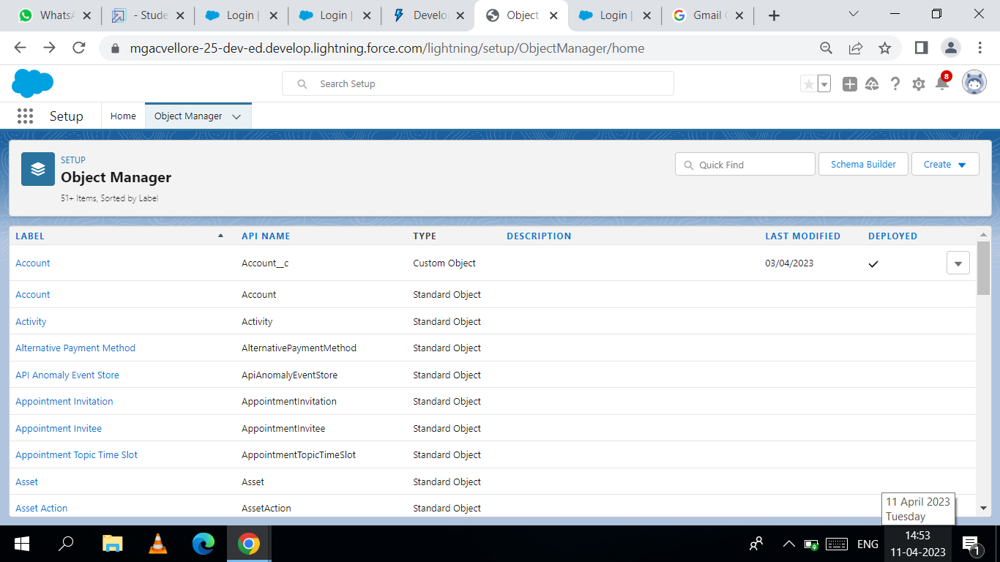 WhatsA
- Stude
Login |
Login |
Develop
Object
Login |
Gmail
mgacvellore-25-dev-ed.develop.lightning.force.com/lightning/setup/ObjectManager/home
Search Setup
8
Setup
Home
Object Manager
SETUP
Object Manager
51+ Items, Sorted by Label
Quick Find
Schema Builder
Create
LABEL API NAME TYPE DESCRIPTION LAST MODIFIED DEPLOYED
Account Account__c Custom Object 03/04/2023
Account Account Standard Object
Activity Activity Standard Object
Alternative Payment Method AlternativePaymentMethod Standard Object
API Anomaly Event Store ApiAnomalyEventStore Standard Object
Appointment Invitation AppointmentInvitation Standard Object
Appointment Invitee AppointmentInvitee Standard Object
Appointment Topic Time Slot AppointmentTopicTimeSlot Standard Object
Asset Asset Standard Object
Asset Action AssetAction Standard Object
11 April 2023
Tuesday
ENG
14:53
11-04-2023
1